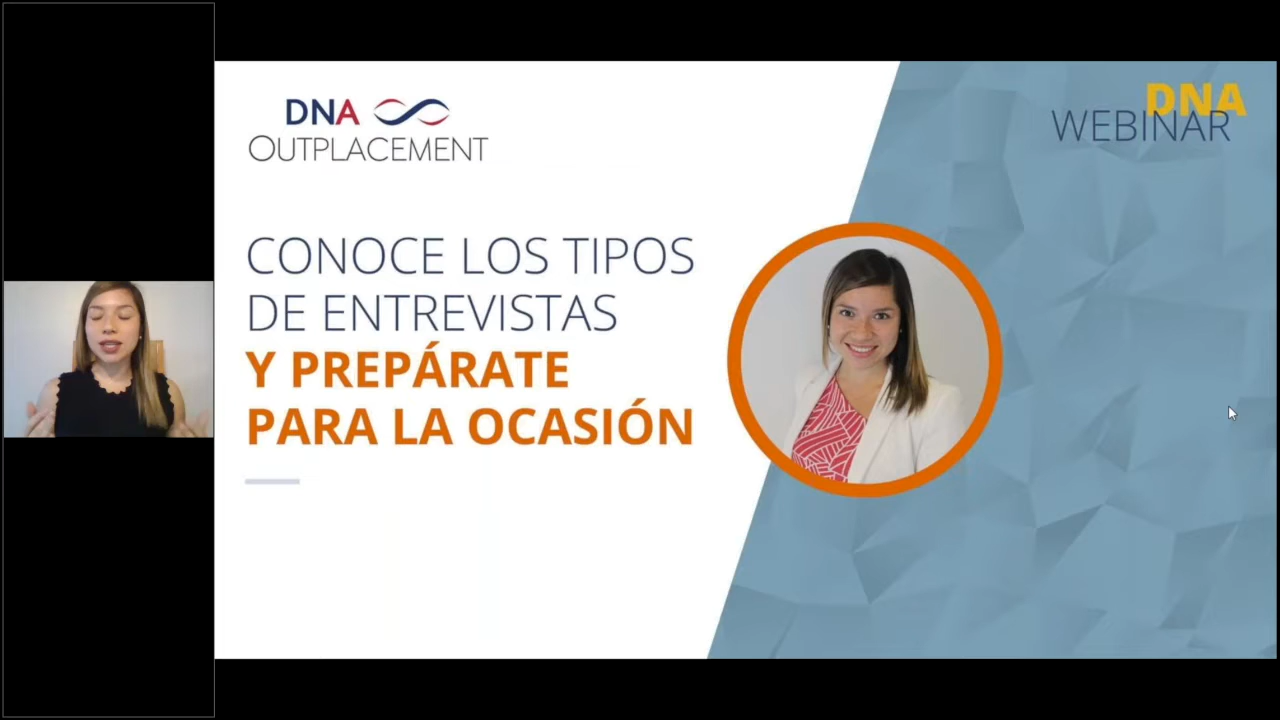 DNA
OUTPLACEMENT
DNA
WEBINAR
CONOCE LOS TIPOS
DE ENTREVISTAS
Y PREPÁRATE
PARA LA OCASIÓN